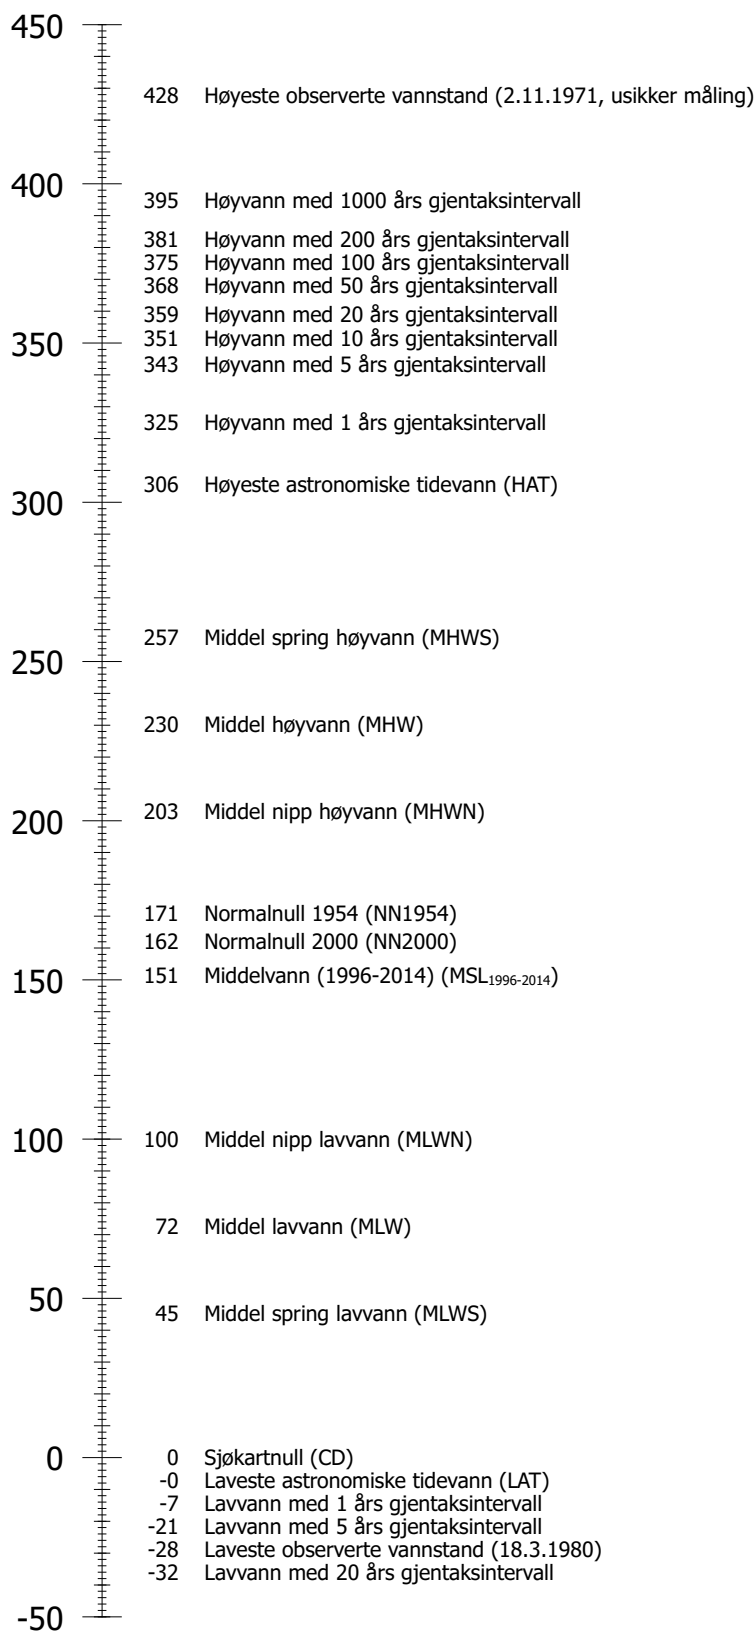 450
428 Høyeste observerte vannstand (2.11.1971, usikker måling)
400
395 Høyvann med 1000 års gjentaksintervall
381 Høyvann med 200 års gjentaksintervall
375 Høyvann med 100 års gjentaksintervall
368 Høyvann med 50 års gjentaksintervall
359 Høyvann med 20 års gjentaksintervall
351 Høyvann med 10 års gjentaksintervall
350
343 Høyvann med 5 års gjentaksintervall
325 Høyvann med 1 års gjentaksintervall
306 Høyeste astronomiske tidevann (HAT)
300
257 Middel spring høyvann (MHWS)
250
230 Middel høyvann (MHW)
203 Middel nipp høyvann (MHWN)
200
171 Normalnull 1954 (NN1954)
162 Normalnull 2000 (NN2000)
151 Middelvann (1996-2014) (MSL1996-2014)
150
100 100 Middel nipp lavvann (MLWN)
72 Middel lavvann (MLW)
50
45 Middel spring lavvann (MLWS)
0 0 Sjøkartnull (CD)
-0 Laveste astronomiske tidevann (LAT)
-7 Lavvann med 1 års gjentaksintervall
-21 Lavvann med 5 års gjentaksintervall
-28 Laveste observerte vannstand (18.3.1980)
-32 Lavvann med 20 års gjentaksintervall
-50